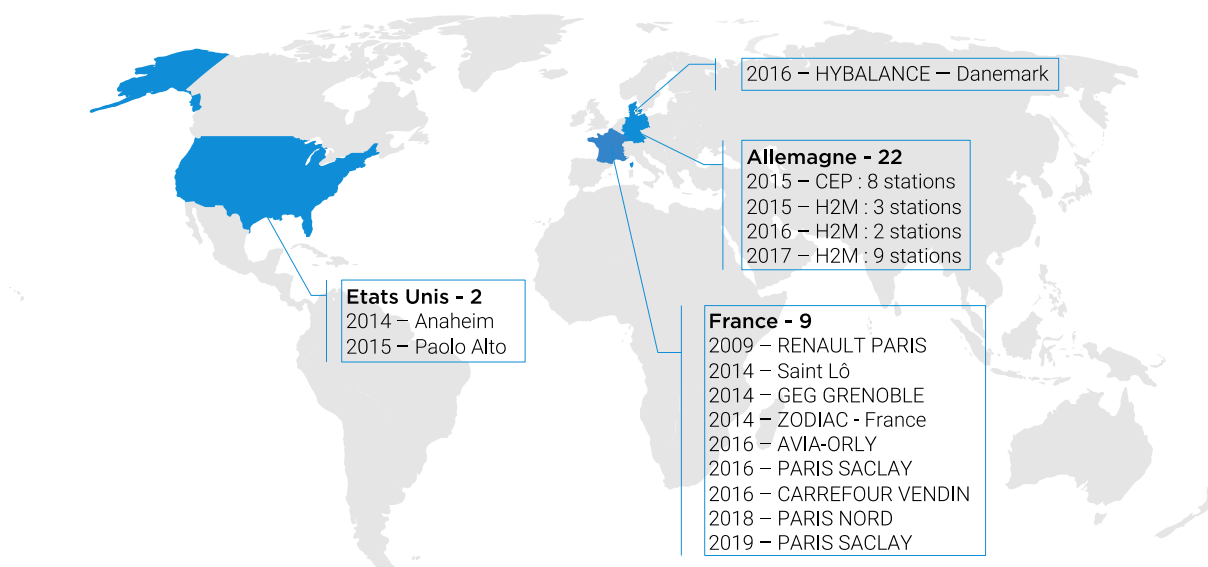 2016 – HYBALANCE – Danemark
Allemagne - 22
2015 – CEP : 8 stations
2015 – H2M : 3 stations
2016 – H2M : 2 stations
2017 – H2M : 9 stations
Etats Unis - 2
2014 – Anaheim
2015 – Paolo Alto
France - 9
2009 – RENAULT PARIS
2014 – Saint Lô
2014 – GEG GRENOBLE
2014 – ZODIAC - France
2016 – AVIA-ORLY
2016 – PARIS SACLAY
2016 – CARREFOUR VENDIN
2018 – PARIS NORD
2019 – PARIS SACLAY